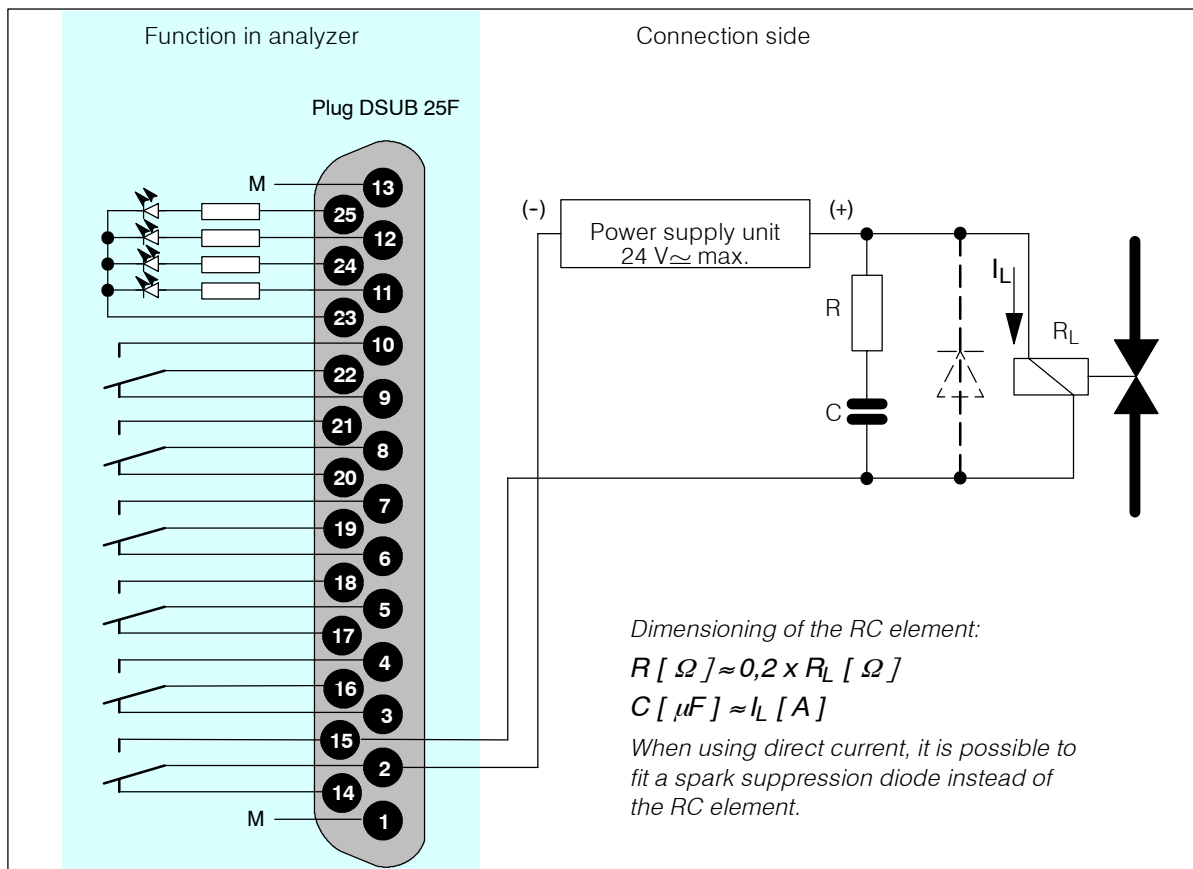 Function in analyzer
Connection side
Plug DSUB 25F
M
13
25
12
24
11
23
10
22
9
21
8
20
7
19
6
18
5
17
4
16
3
15
2
14
M
1
(-)
Power supply unit
24 V≂ max.
(+)
R
C
IL
RL
Dimensioning of the RC element:
R [ Ω ] ≈ 0,2 x RL [ Ω ]
C [ μF ] ≈ IL [ A ]
When using direct current, it is possible to
fit a spark suppression diode instead of
the RC element.